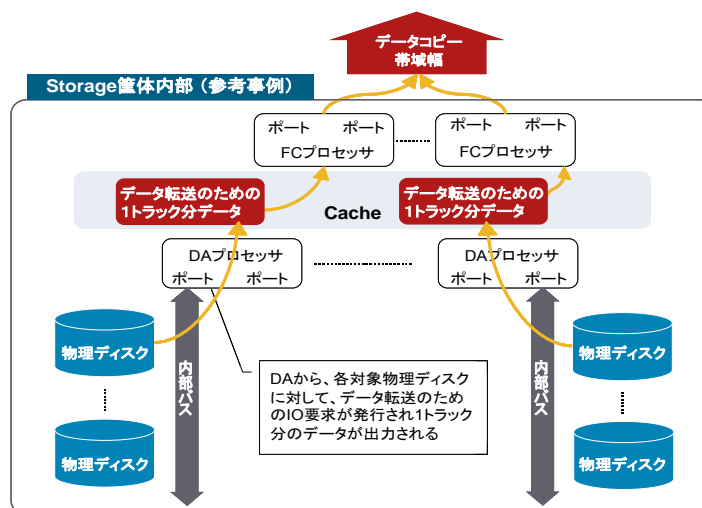 データコピー
帯域幅
Storage筐体内部（参考事例）
ポート ポート
FCプロセッサ
ポート ポート
FCプロセッサ
データ転送のための
1トラック分データ
Cache
データ転送のための
1トラック分データ
DAプロセッサ
ポート ポート
DAプロセッサ
ポート ポート
物理ディスク
物理ディスク
内部バス
DAから、各対象物理ディスク
に対して、データ転送のため
のIO要求が発行され1トラック
分のデータが出力される
内部バス
物理ディスク
物理ディスク